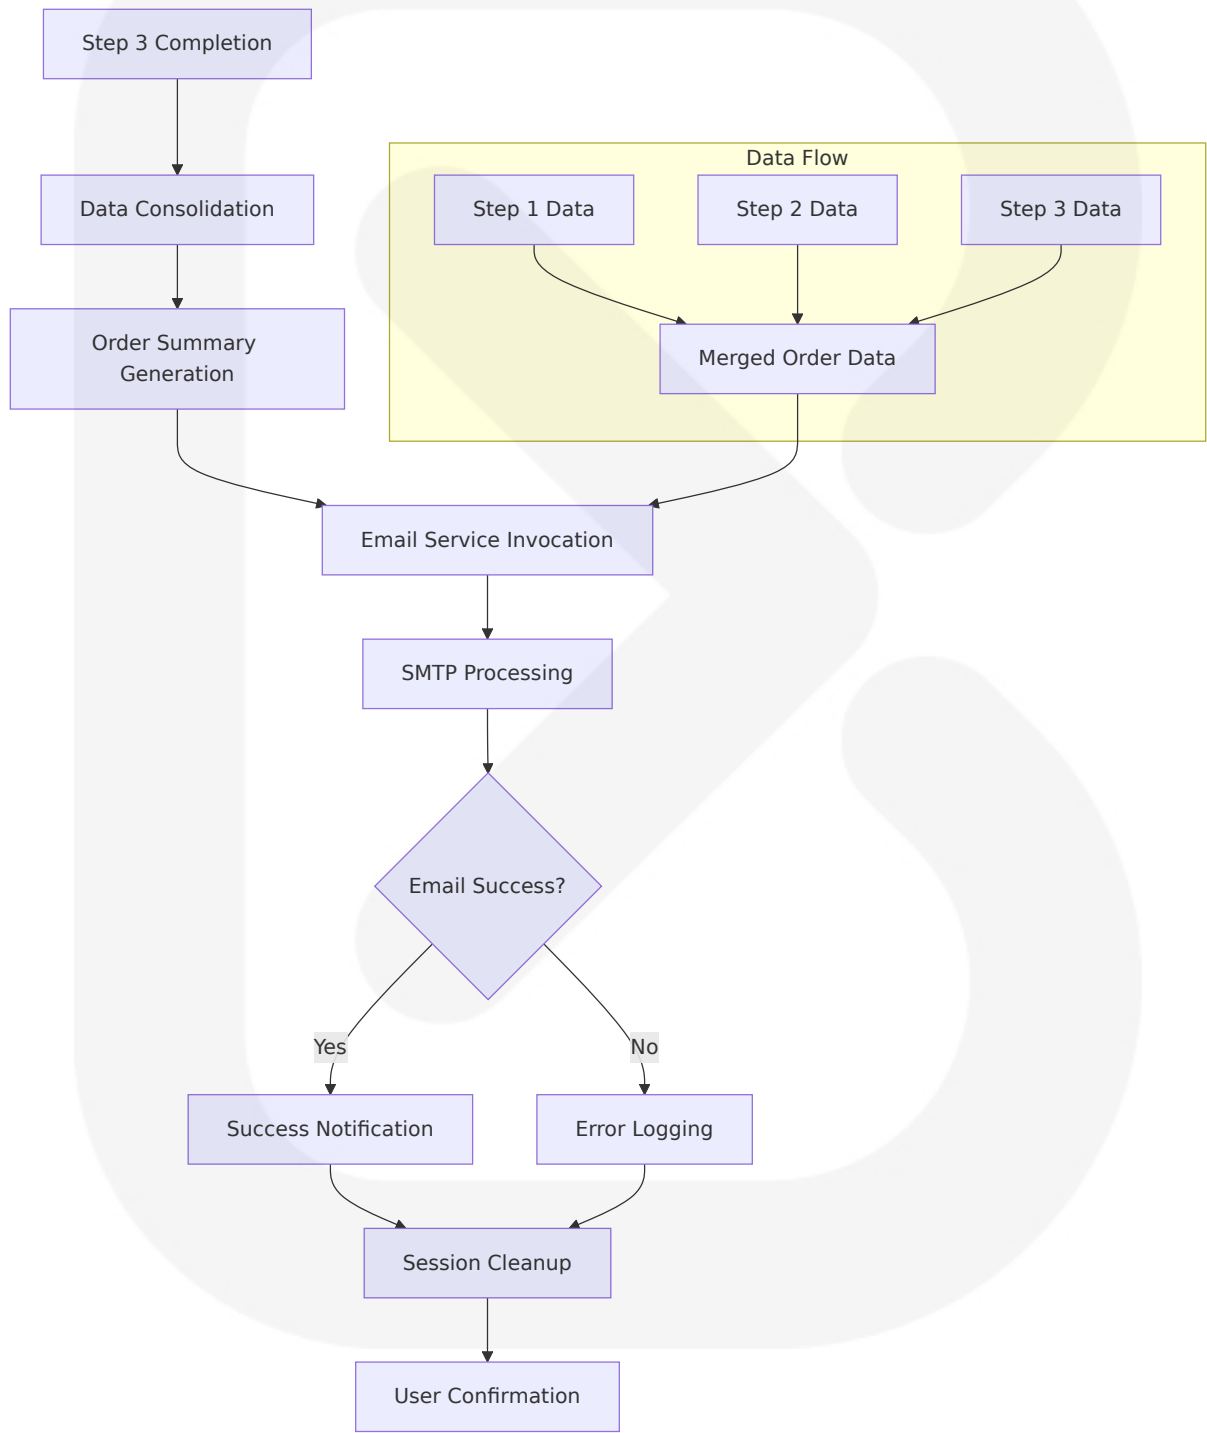 Step 3 Completion
Data Flow
Data Consolidation
Step 1 Data
Step 2 Data
Step 3 Data
Order Summary
Generation
Merged Order Data
Email Service Invocation
SMTP Processing
Email Success?
Yes
No
Success Notification
Error Logging
Session Cleanup
User Confirmation